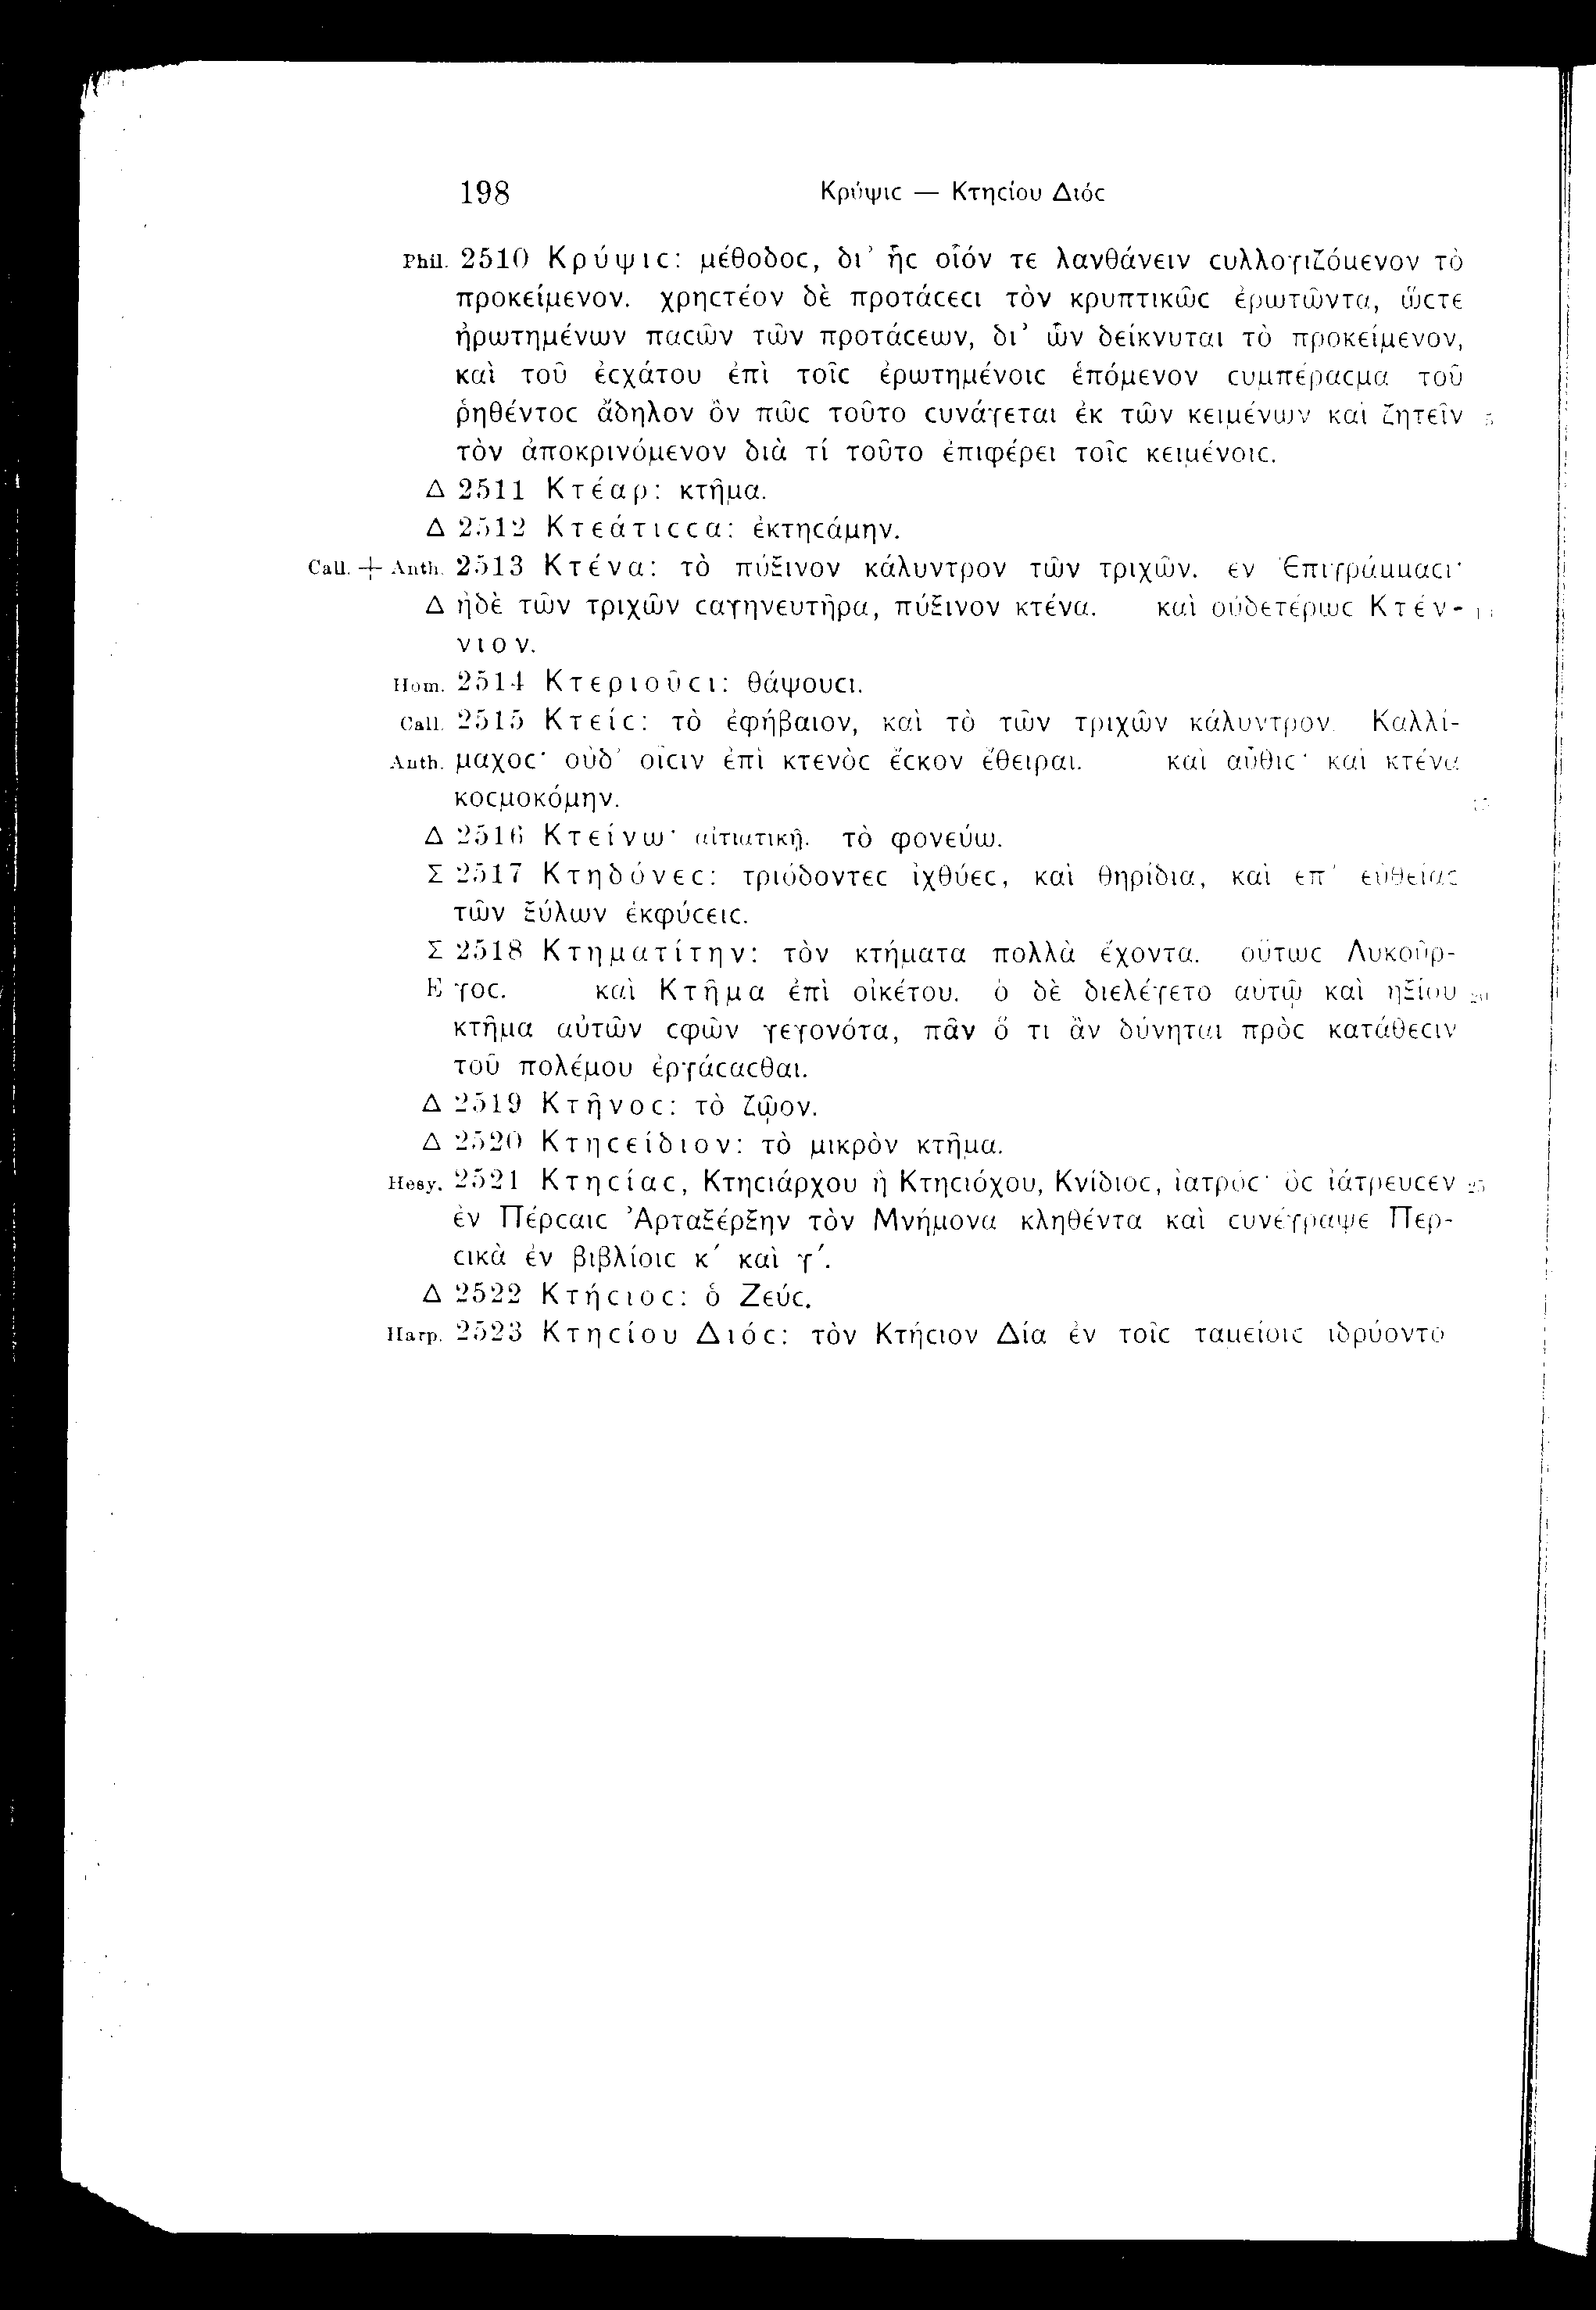 198 Κρύψιϲ — Κτηϲίου Διόϲ
Phil. 2510 Κρύψιϲ: μέθοδοϲ, δι’ ἧϲ οἷόν τε λανθάνειν ϲυλλογιζόμενον τὸ
προκείμενον. χρηϲτέον δὲ προτάϲεϲι τὸν κρυπτικῶϲ ἐρωτῶντα, ὥϲτε
ἠρωτημένων παϲῶν τῶν προτάϲεων, δι’ ὧν δείκνυται τὸ προκείμενον,
καὶ τοῦ ἐϲχάτου ἐπὶ τοῖϲ ἐρωτημένοιϲ ἑπόμενον ϲυμπέραϲμα τοῦ
ῥηθέντοϲ ἄδηλον ὂν πῶϲ τοῦτο ϲυνάγεται ἐκ τῶν κειμένων καὶ ζητεῖν 5
τὸν ἀποκρινόμενον διὰ τί τοῦτο ἐπιφέρει τοῖϲ κειμένοιϲ.
Δ 2511 Κτέαρ: κτῆμα.
Δ 2512 Κτεάτιϲϲα: ἐκτηϲάμην.
Call. + Anth. 2513 Κτένα: τὸ πύξινον κάλυντρον τῶν τριχῶν. ἐν Ἐπιγράμμαϲι·
Δ ἠδὲ τῶν τριχῶν ϲαγηνευτῆρα, πύξινον κτένα. καὶ οὐδετέρωϲ Κτέν-
νιον.
Hom. 2514 Κτεριοῦϲι: θάψουϲι.
Call. 2515 Κτείϲ: τὸ ἐφήβαιον, καὶ τὸ τῶν τριχῶν κάλυντρον. Καλλί-
Anth. μαχοϲ· οὐδ’ οἷϲιν ἐπὶ κτενὸϲ ἔϲκον ἔθειραι. καὶ αὖθιϲ· καὶ κτένα
κοϲμοκόμην.
Δ 2516 Κτείνω· αἰτιατικῇ. τὸ φονεύω.
Σ 2517 Κτηδόνεϲ: τριόδοντεϲ ἰχθύεϲ, καὶ θηρίδια, καὶ ἐπ’ εὐθείαϲ
τῶν ξύλων ἐκφύϲειϲ.
Σ 2518 Κτηματίτην: τὸν κτήματα πολλὰ ἔχοντα. οὕτωϲ Λυκοῦρ-
E γοϲ. καὶ Κτῆμα ἐπὶ οἰκέτου. ὁ δὲ διελέγετο αὐτῷ καὶ ἠξίου 20
κτῆμα αὐτῶν ϲφῶν γεγονότα, πᾶν ὅ τι ἂν δύνηται πρὸϲ κατάθεϲιν
τοῦ πολέμου ἐργάϲαϲθαι.
Δ 2519 Κτῆνοϲ: τὸ ζῷον.
Δ 2520 Κτηϲείδιον: τὸ μικρὸν κτῆμα.
Hesy. 2521 Κτηϲίαϲ, Κτηϲιάρχου ἢ Κτηϲιόχου, Κνίδιοϲ, ἰατρόϲ· ὃϲ ἰάτρευϲεν 25
ἐν Πέρϲαιϲ Ἀρταξέρξην τὸν Μνήμονα κληθέντα καὶ ϲυνέγραψε Περ-
ϲικὰ ἐν βιβλίοιϲ κʹ καὶ γʹ.
Δ 2522 Κτήϲιοϲ: ὁ Ζεύϲ.
Harp. 2523 Κτηϲίου Διόϲ: τὸν Κτήϲιον Δία ἐν τοῖϲ ταμείοιϲ ἱδρύοντο